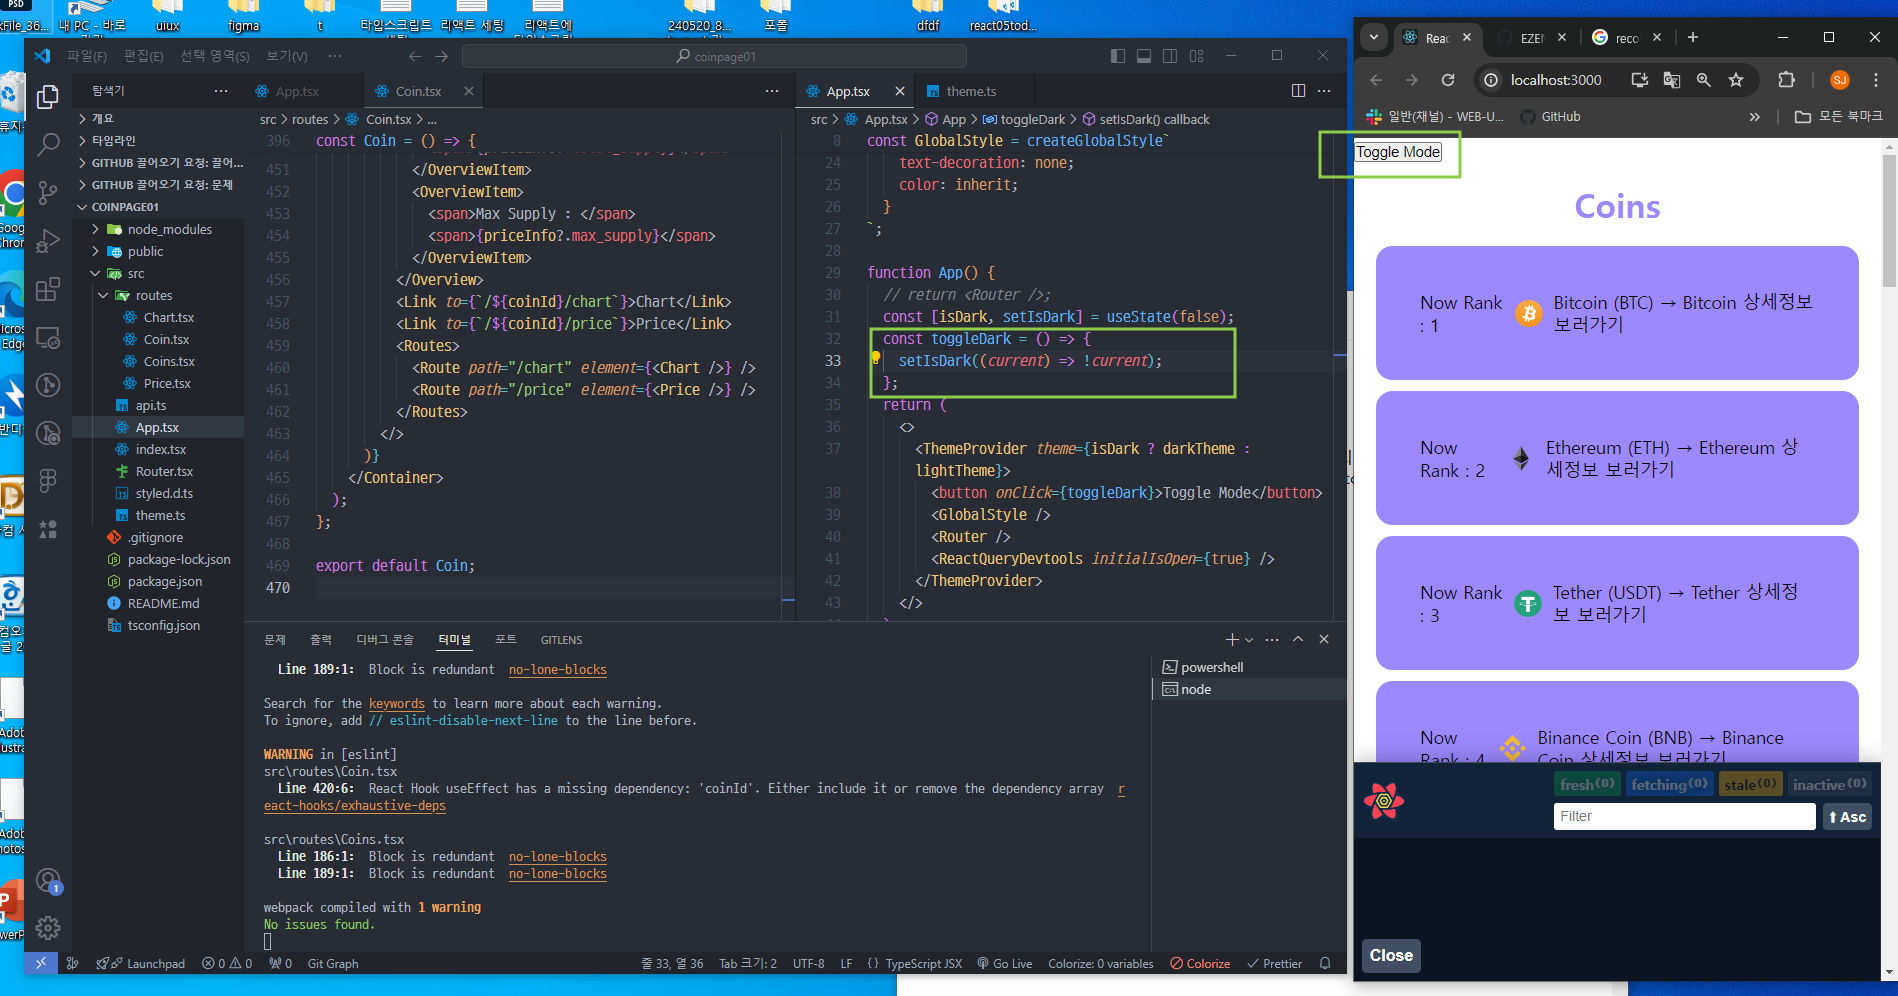 PSD
kFile_36...
내 PC - 바로
uiux
figma
t
타입스크립트
리액트 세팅
리액트에
240520_8...
포폴
dfdf
react05tod...
파일(F)
편집(E)
선택 영역(S)
보기(V)
coinpage01
탐색기
개요
타임라인
GITHUB 끌어오기 요청: 끌어...
GITHUB 끌어오기 요청: 문제
COINPAGE01
node_modules
public
src
routes
Chart.tsx
Coin.tsx
Coins.tsx
Price.tsx
api.ts
App.tsx
index.tsx
Router.tsx
styled.d.ts
theme.ts
.gitignore
package-lock.json
package.json
README.md
tsconfig.json
App.tsx
Coin.tsx
src > routes > Coin.tsx > ...
396 const Coin = () => {
451 </OverviewItem>
452 <OverviewItem>
453 <span>Max Supply : </span>
454 <span>{priceInfo?.max_supply}</span>
455 </OverviewItem>
456 </Overview>
457 <Link to={`/${coinId}/chart`}>Chart</Link>
458 <Link to={`/${coinId}/price`}>Price</Link>
459 <Routes>
460 <Route path="/chart" element={<Chart />} />
461 <Route path="/price" element={<Price />} />
462 </Routes>
463 </>
464 )}
465 </Container>
466 );
467 };
468
469 export default Coin;
470
App.tsx
theme.ts
src > App.tsx > App > toggleDark > setIsDark() callback
8 const GlobalStyle = createGlobalStyle`
24 text-decoration: none;
25 color: inherit;
26 }
27 `;
28
29 function App() {
30 // return <Router />;
31 const [isDark, setIsDark] = useState(false);
32 const toggleDark = () => {
33 setIsDark((current) => !current);
34 };
35 return (
36 <>
37 <ThemeProvider theme={isDark ? darkTheme :
lightTheme}>
38 <button onClick={toggleDark}>Toggle Mode</button>
39 <GlobalStyle />
40 <Router />
41 <ReactQueryDevtools initialIsOpen={true} />
42 </ThemeProvider>
43 </>
문제
출력
디버그 콘솔
터미널
포트
GITLENS
powershell
node
Line 189:1: Block is redundant no-lone-blocks
Search for the keywords to learn more about each warning.
To ignore, add // eslint-disable-next-line to the line before.
WARNING in [eslint]
src\routes\Coin.tsx
Line 420:6: React Hook useEffect has a missing dependency: 'coinId'. Either include it or remove the dependency array r
eact-hooks/exhaustive-deps
src\routes\Coins.tsx
Line 186:1: Block is redundant no-lone-blocks
Line 189:1: Block is redundant no-lone-blocks
webpack compiled with 1 warning
No issues found.
1
Launchpad
0 0
0
Git Graph
줄 33, 열 36
Tab 크기: 2
UTF-8
LF
{ } TypeScript JSX
Go Live
Colorize: 0 variables
Colorize
Prettier
Reac
EZEN
reco
localhost:3000
SJ
일반(채널) - WEB-U...
GitHub
모든 북마크
Toggle Mode
Coins
Now Rank
: 1
Bitcoin (BTC) → Bitcoin 상세정보
보러가기
Now
Rank : 2
Ethereum (ETH) → Ethereum 상
세정보 보러가기
Now Rank
: 3
Tether (USDT) → Tether 상세정
보 보러가기
Now
Rank : 4
Binance Coin (BNB) → Binance
Coin 상세정보 보러가기
fresh(0)
fetching(0)
stale(0)
inactive(0)
Filter
⬆ Asc
Close